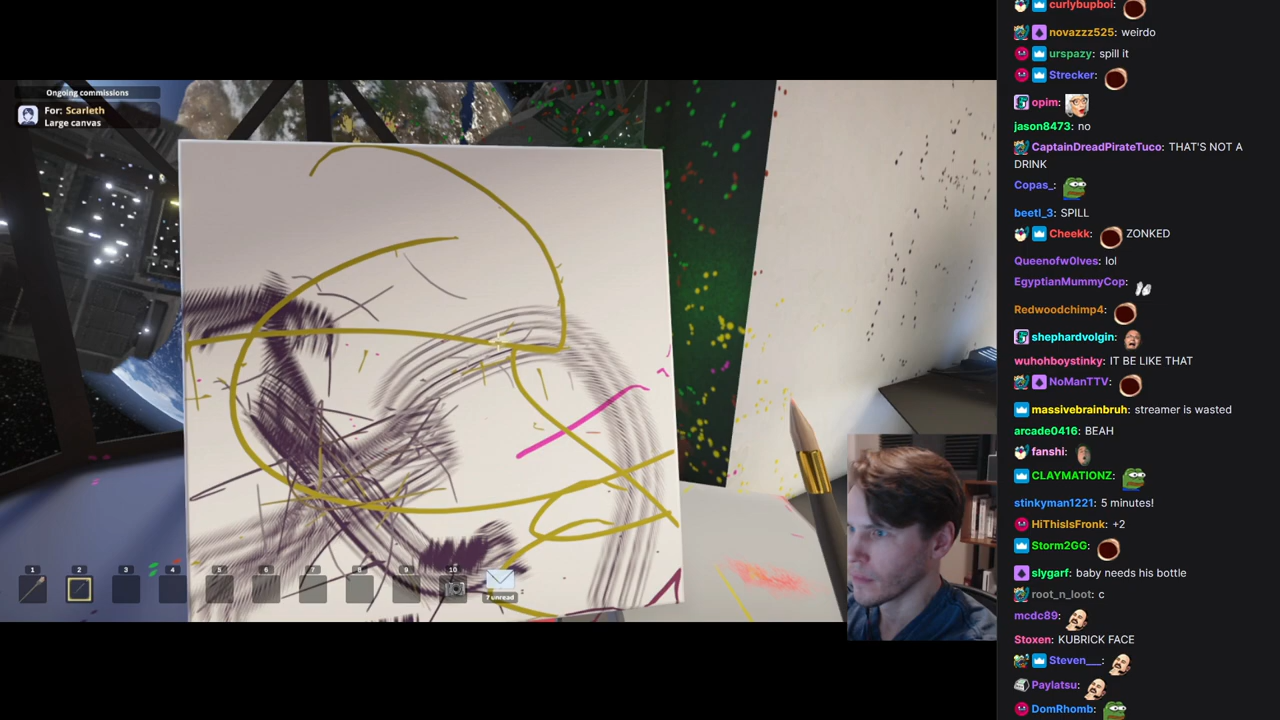 Ongoing commissions
For: Scarleth
Large canvas
1
2
3
4
5
6
7
8
9
10
7 unread
curlybupboi:
novazzz525: weirdo
urspazy: spill it
Strecker:
opim:
jason8473: no
CaptainDreadPirateTuco: THAT'S NOT A
DRINK
Copas_:
beetl_3: SPILL
Cheekk: ZONKED
Queenofw0lves: lol
EgyptianMummyCop:
Redwoodchimp4:
shephardvolgin:
wuhohboystinky: IT BE LIKE THAT
NoManTTV:
massivebrainbruh: streamer is wasted
arcade0416: BEAH
fanshi:
CLAYMATIONZ:
stinkyman1221: 5 minutes!
HiThisIsFronk: +2
Storm2GG:
slygarf: baby needs his bottle
root_n_loot: c
mcdc89:
Stoxen: KUBRICK FACE
Steven___:
Paylatsu:
DomRhomb: